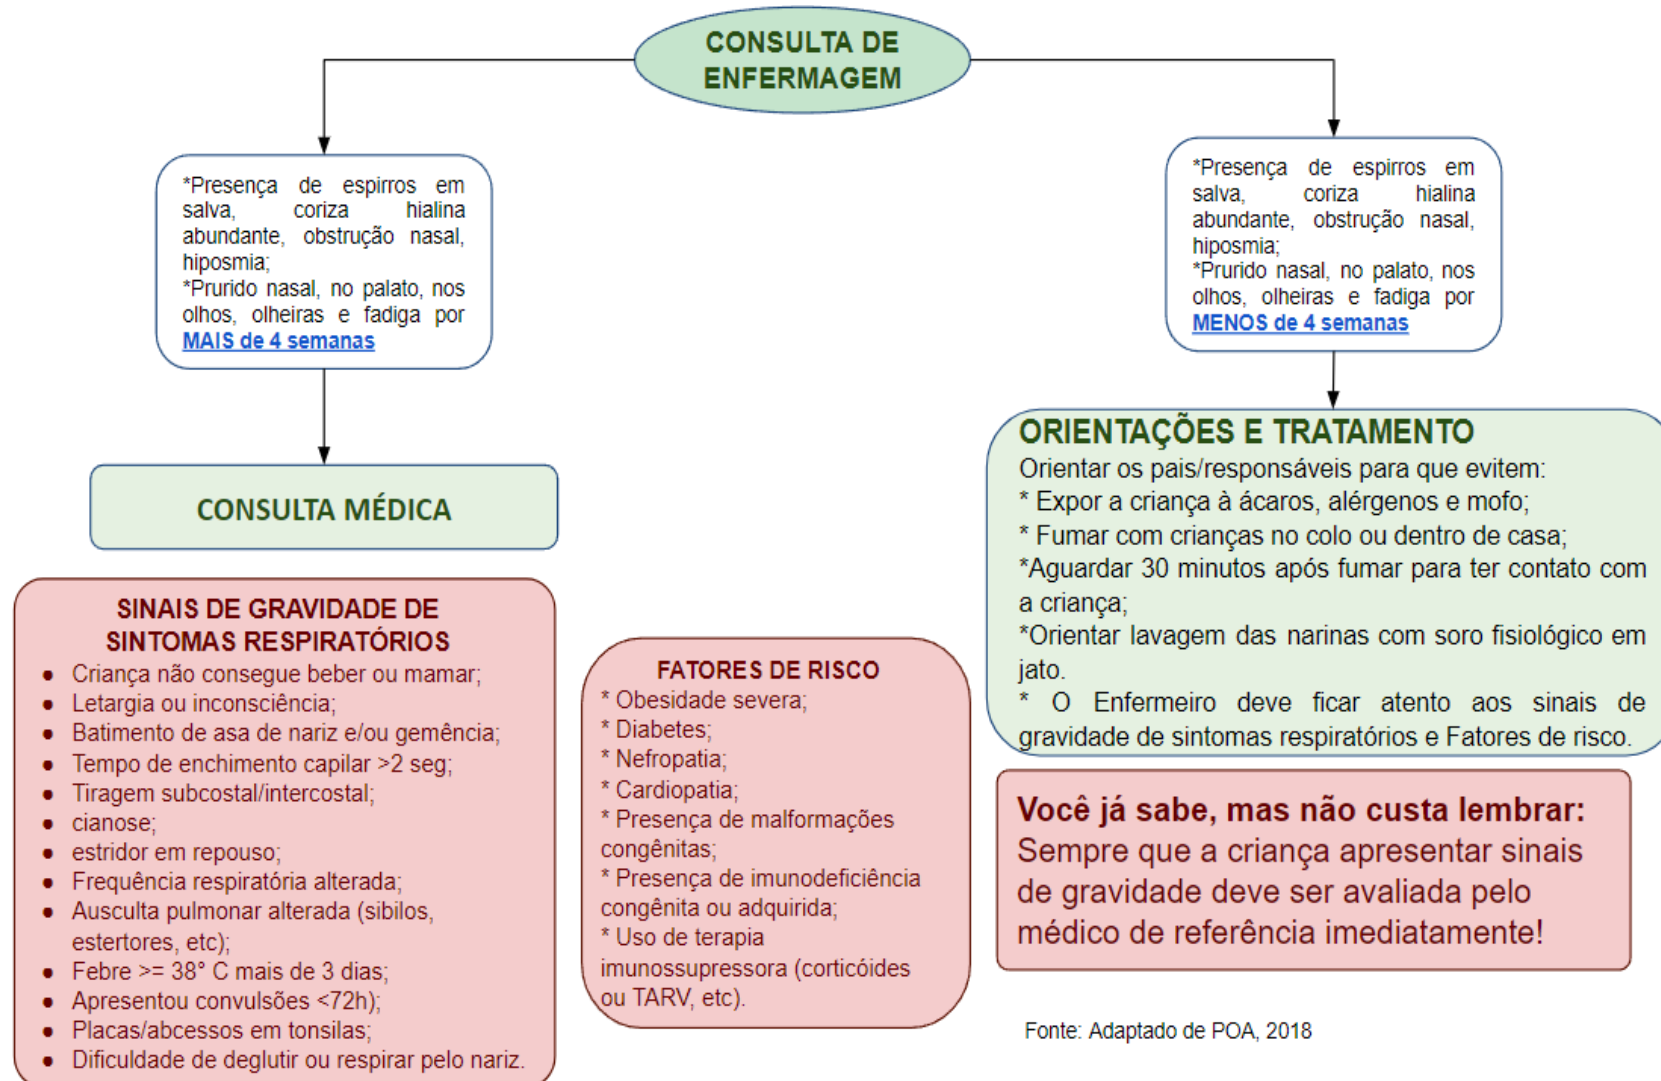 CONSULTA DE
ENFERMAGEM
*Presença de espirros em
salva, coriza hialina
abundante, obstrução nasal,
hiposmia;
*Prurido nasal, no palato, nos
olhos, olheiras e fadiga por
MAIS de 4 semanas
*Presença de espirros em
salva, coriza hialina
abundante, obstrução nasal,
hiposmia;
*Prurido nasal, no palato, nos
olhos, olheiras e fadiga por
MENOS de 4 semanas
CONSULTA MÉDICA
ORIENTAÇÕES E TRATAMENTO
Orientar os pais/responsáveis para que evitem:
* Expor a criança à ácaros, alérgenos e mofo;
* Fumar com crianças no colo ou dentro de casa;
*Aguardar 30 minutos após fumar para ter contato com
a criança;
*Orientar lavagem das narinas com soro fisiológico em
jato.
* O Enfermeiro deve ficar atento aos sinais de
gravidade de sintomas respiratórios e Fatores de risco.
SINAIS DE GRAVIDADE DE
SINTOMAS RESPIRATÓRIOS
● Criança não consegue beber ou mamar;
● Letargia ou inconsciência;
● Batimento de asa de nariz e/ou gemência;
● Tempo de enchimento capilar >2 seg;
● Tiragem subcostal/intercostal;
● cianose;
● estridor em repouso;
● Frequência respiratória alterada;
● Ausculta pulmonar alterada (sibilos,
estertores, etc);
● Febre >= 38° C mais de 3 dias;
● Apresentou convulsões <72h);
● Placas/abcessos em tonsilas;
● Dificuldade de deglutir ou respirar pelo nariz.
FATORES DE RISCO
* Obesidade severa;
* Diabetes;
* Nefropatia;
* Cardiopatia;
* Presença de malformações
congênitas;
* Presença de imunodeficiência
congênita ou adquirida;
* Uso de terapia
imunossupressora (corticóides
ou TARV, etc).
Você já sabe, mas não custa lembrar:
Sempre que a criança apresentar sinais
de gravidade deve ser avaliada pelo
médico de referência imediatamente!
Fonte: Adaptado de POA, 2018